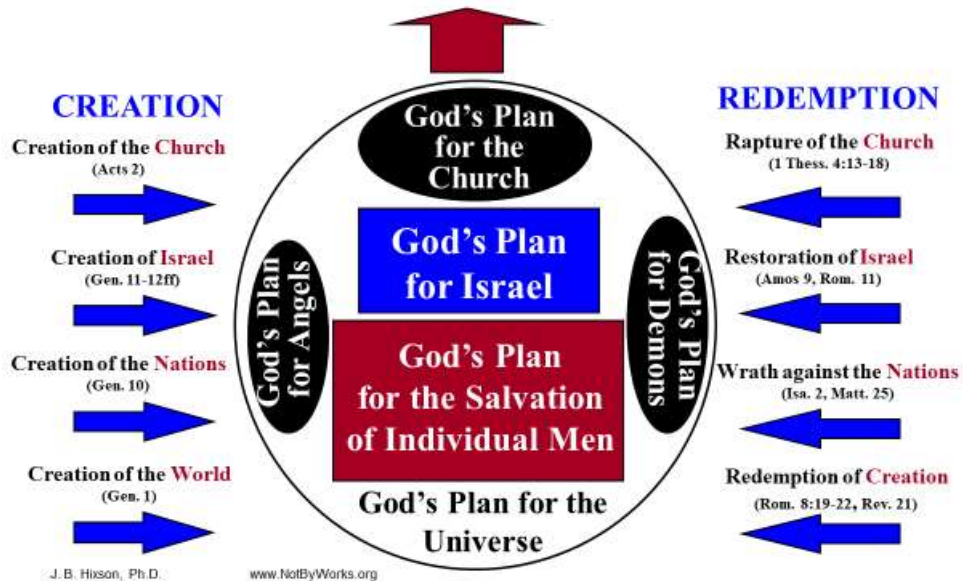 CREATION
Creation of the Church
(Acts 2)
Creation of Israel
(Gen. 11-12ff)
Creation of the Nations
(Gen. 10)
Creation of the World
(Gen. 1)
God's Plan
for the
Church
God's Plan
for Israel
God's Plan
for Angels
God's Plan
for Demons
God's Plan
for the Salvation
of Individual Men
God's Plan for the
Universe
REDEMPTION
Rapture of the Church
(1 Thess. 4:13-18)
Restoration of Israel
(Amos 9, Rom. 11)
Wrath against the Nations
(Isa. 2, Matt. 25)
Redemption of Creation
(Rom. 8:19-22, Rev. 21)
J. B. Hixson, Ph.D.
www.NotByWorks.org